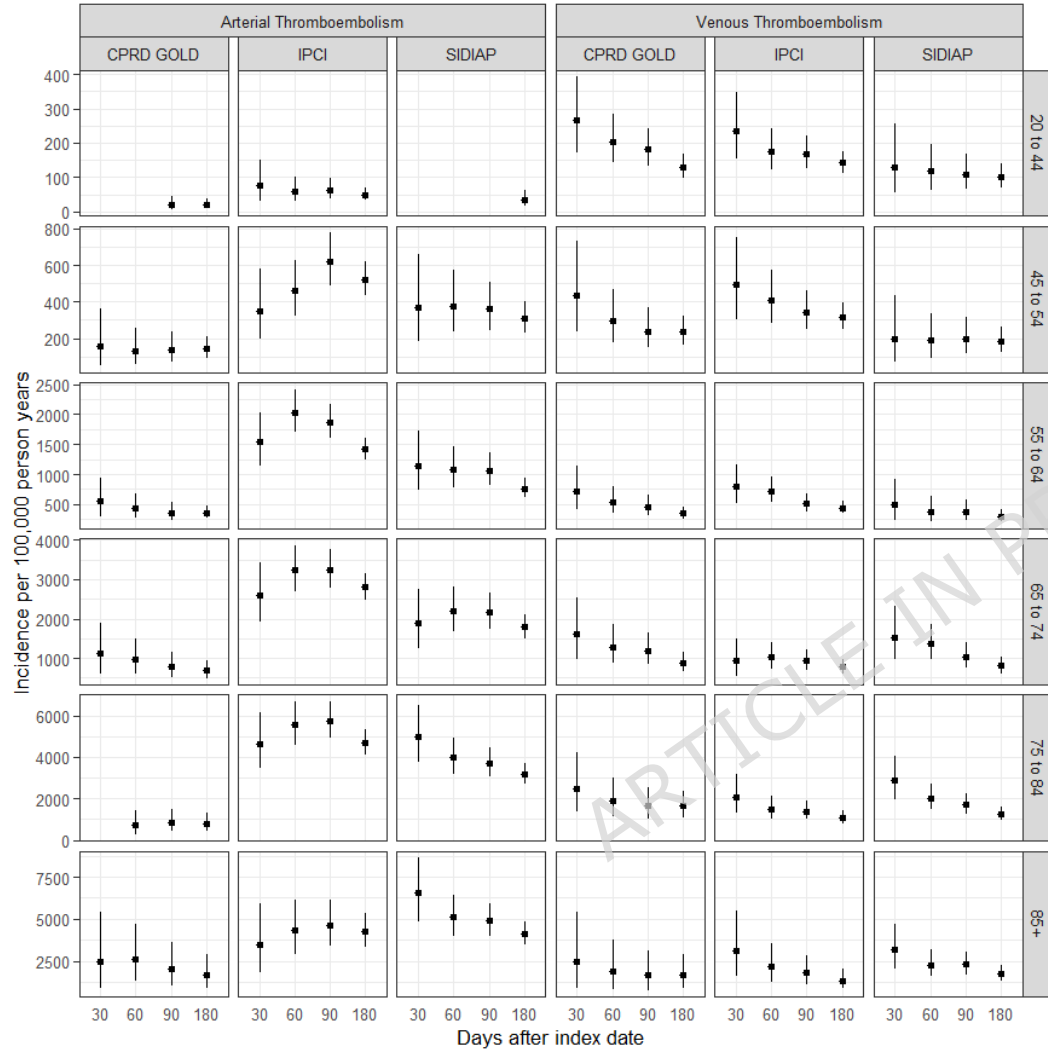 Arterial Thromboembolism Venous Thromboembolism
CPRD GOLD IPCI SIDIAP CPRD GOLD IPCI SIDIAP
400
300
200
100
0
20 to 44
800
600
400
200
45 to 54
2500
2000
1500
1000
500
55 to 64
4000
3000
2000
1000
65 to 74
6000
4000
2000
0
75 to 84
7500
5000
2500
85+
Incidence per 100,000 person years
30 60 90 180 30 60 90 180 30 60 90 180 30 60 90 180 30 60 90 180 30 60 90 180
Days after index date
ARTICLE IN